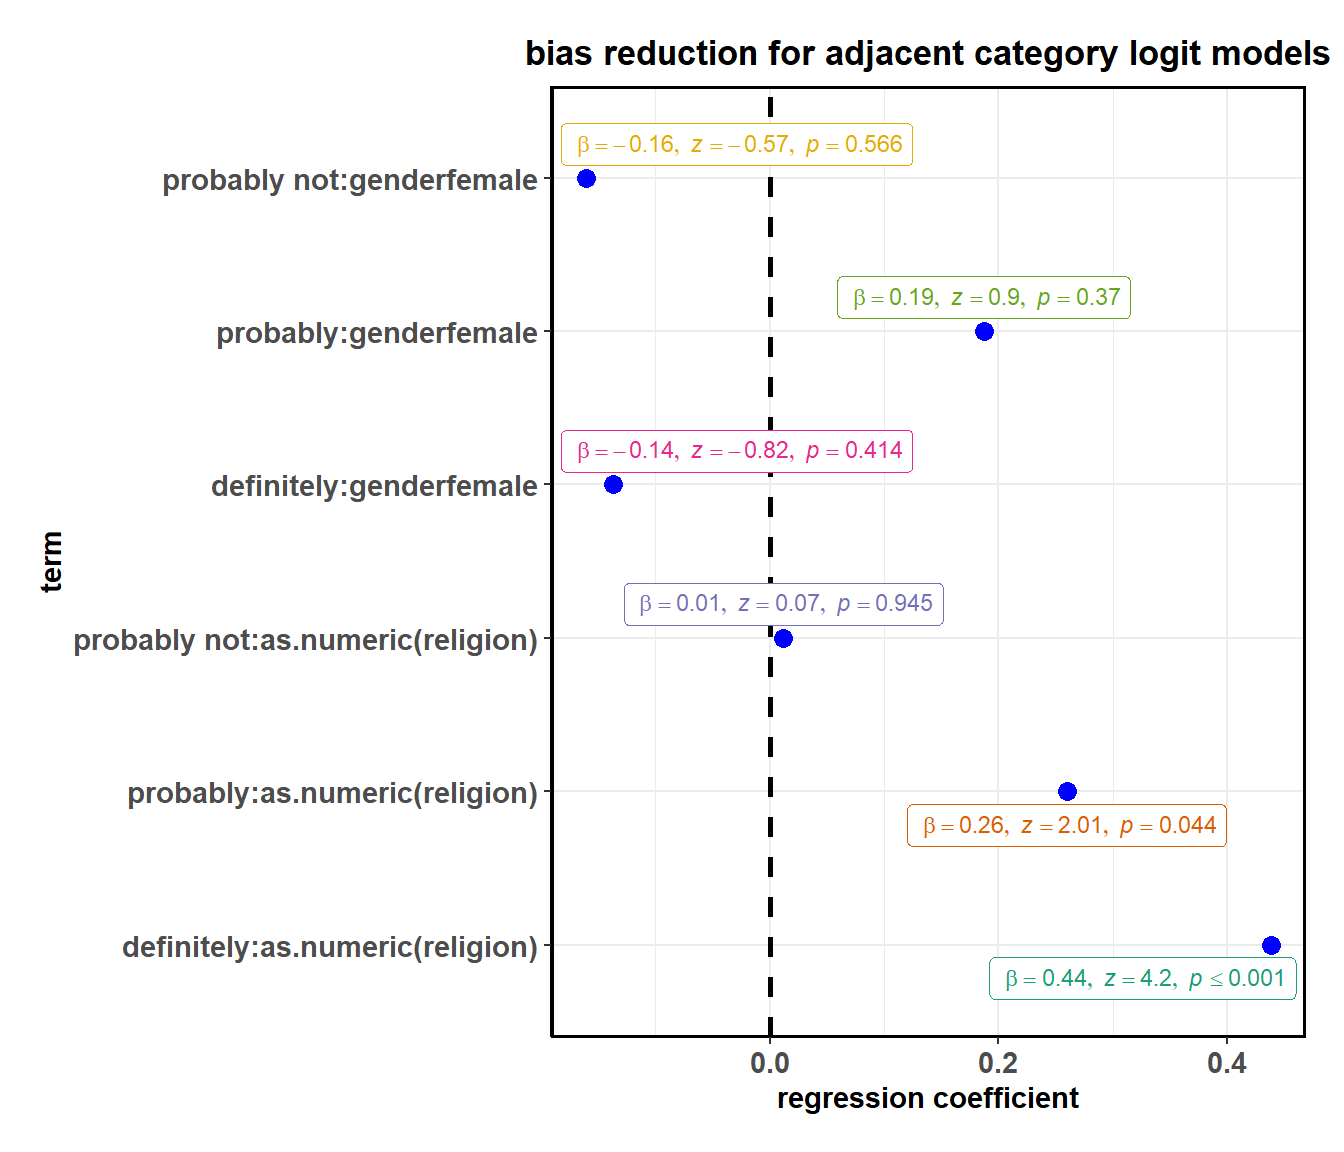 bias reduction for adjacent category logit models
β = −0.16, z = −0.57, p = 0.566
probably not:genderfemale
β = 0.19, z = 0.9, p = 0.37
probably:genderfemale
β = −0.14, z = −0.82, p = 0.414
definitely:genderfemale
term
β = 0.01, z = 0.07, p = 0.945
probably not:as.numeric(religion)
probably:as.numeric(religion)
β = 0.26, z = 2.01, p = 0.044
definitely:as.numeric(religion)
β = 0.44, z = 4.2, p ≤ 0.001
0.0 0.2 0.4
regression coefficient